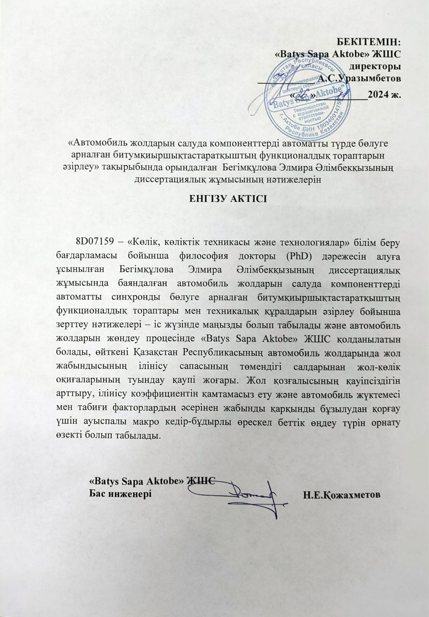 БЕКІТЕМІН:
«Batys Sapa Aktobe» ЖШС
директоры
А.С.Уразымбетов
« » 2024 ж.
«Автомобиль жолдарын салуда компоненттерді автоматты түрде бөлуге
арналған битумқиыршықтастаратқыштың функционалдық тораптарын
әзірлеу» тақырыбында орындалған Бегімқұлова Элмира Әлімбекқызының
диссертациялық жұмысының нәтижелерін
ЕНГІЗУ АКТІСІ
8D07159 – «Көлік, көліктік техникасы және технологиялар» білім беру
бағдарламасы бойынша философия докторы (PhD) дәрежесін алуға
ұсынылған Бегімқұлова Элмира Әлімбекқызының диссертациялық
жұмысында баяндалған автомобиль жолдарын салуда компоненттерді
автоматты синхронды бөлуге арналған битумқиыршықтастаратқыштың
функционалдық тораптары мен техникалық құралдарын әзірлеу бойынша
зерттеу нәтижелері – іс жүзінде маңызды болып табылады және автомобиль
жолдарын жөндеу процесінде «Batys Sapa Aktobe» ЖШС қолданылатын
болады, өйткені Қазақстан Республикасының автомобиль жолдарында жол
жабындысының ілінісу сапасының төмендігі салдарынан жол-көлік
оқиғаларының туындау қаупі жоғары. Жол қозғалысының қауіпсіздігін
арттыру, ілінісу коэффициентін қамтамасыз ету және автомобиль жүктемесі
мен табиғи факторлардың әсерінен жабынды қарқынды бұзылудан қорғау
үшін ауыспалы макро кедір-бұдырлы өрескел беттік өңдеу түрін орнату
өзекті болып табылады.
«Batys Sapa Aktobe» ЖШС
Бас инженері
Н.Е.Қожахметов